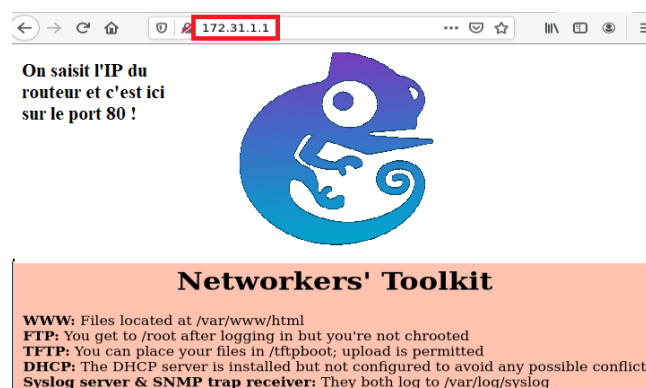 172.31.1.1
On saisit l'IP du
routeur et c'est ici
sur le port 80 !
Networkers' Toolkit
WWW: Files located at /var/www/html
FTP: You get to /root after logging in but you're not chrooted
TFTP: You can place your files in /tftpboot; upload is permitted
DHCP: The DHCP server is installed but not configured to avoid any possible conflict
Syslog server & SNMP trap receiver: They both log to /var/log/syslog